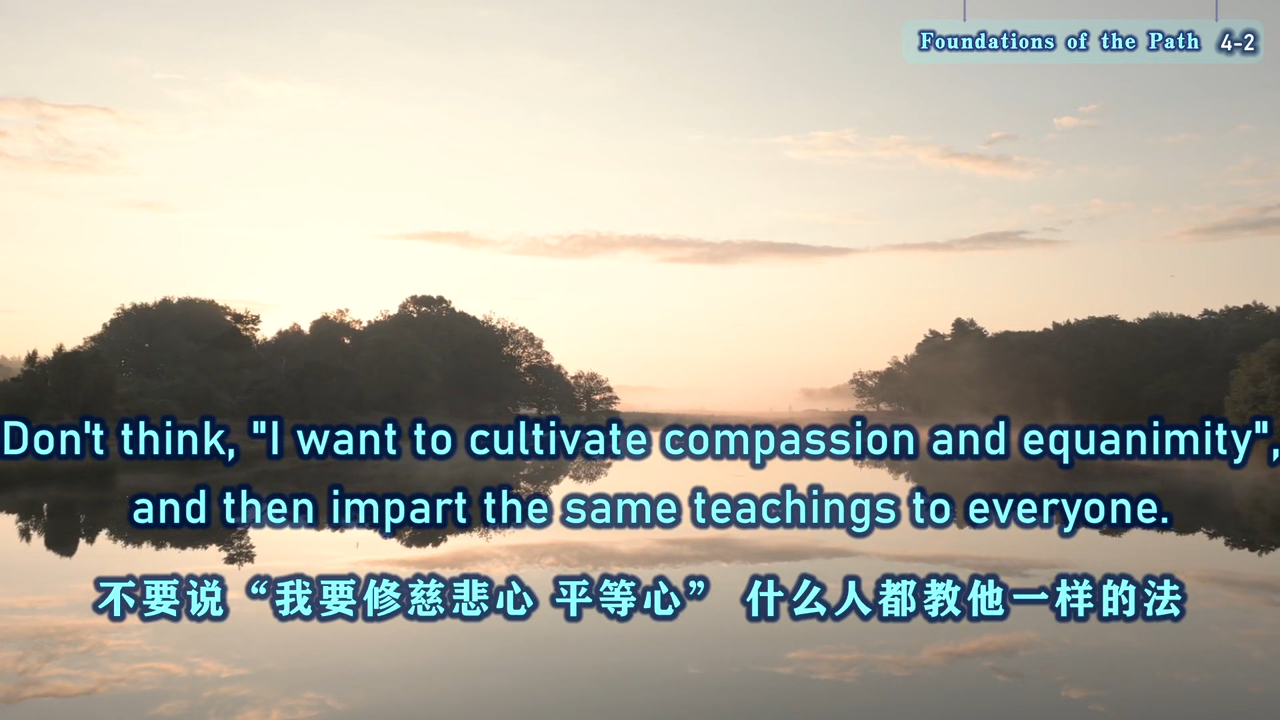 Foundations of the Path 4-2
Don't think, "I want to cultivate compassion and equanimity",
and then impart the same teachings to everyone.
不要说“我要修慈悲心 平等心” 什么人都教他一样的法